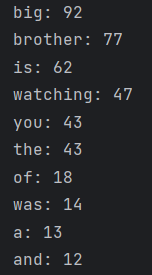 big: 92
brother: 77
is: 62
watching: 47
you: 43
the: 43
of: 18
was: 14
a: 13
and: 12